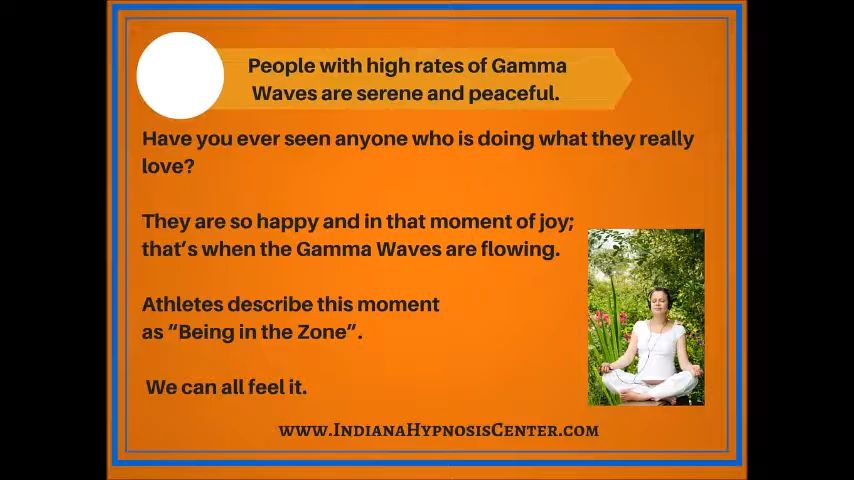 People with high rates of Gamma
Waves are serene and peaceful.
Have you ever seen anyone who is doing what they really
love?
They are so happy and in that moment of joy;
that’s when the Gamma Waves are flowing.
Athletes describe this moment
as “Being in the Zone”.
We can all feel it.
www.IndianaHypnosisCenter.com